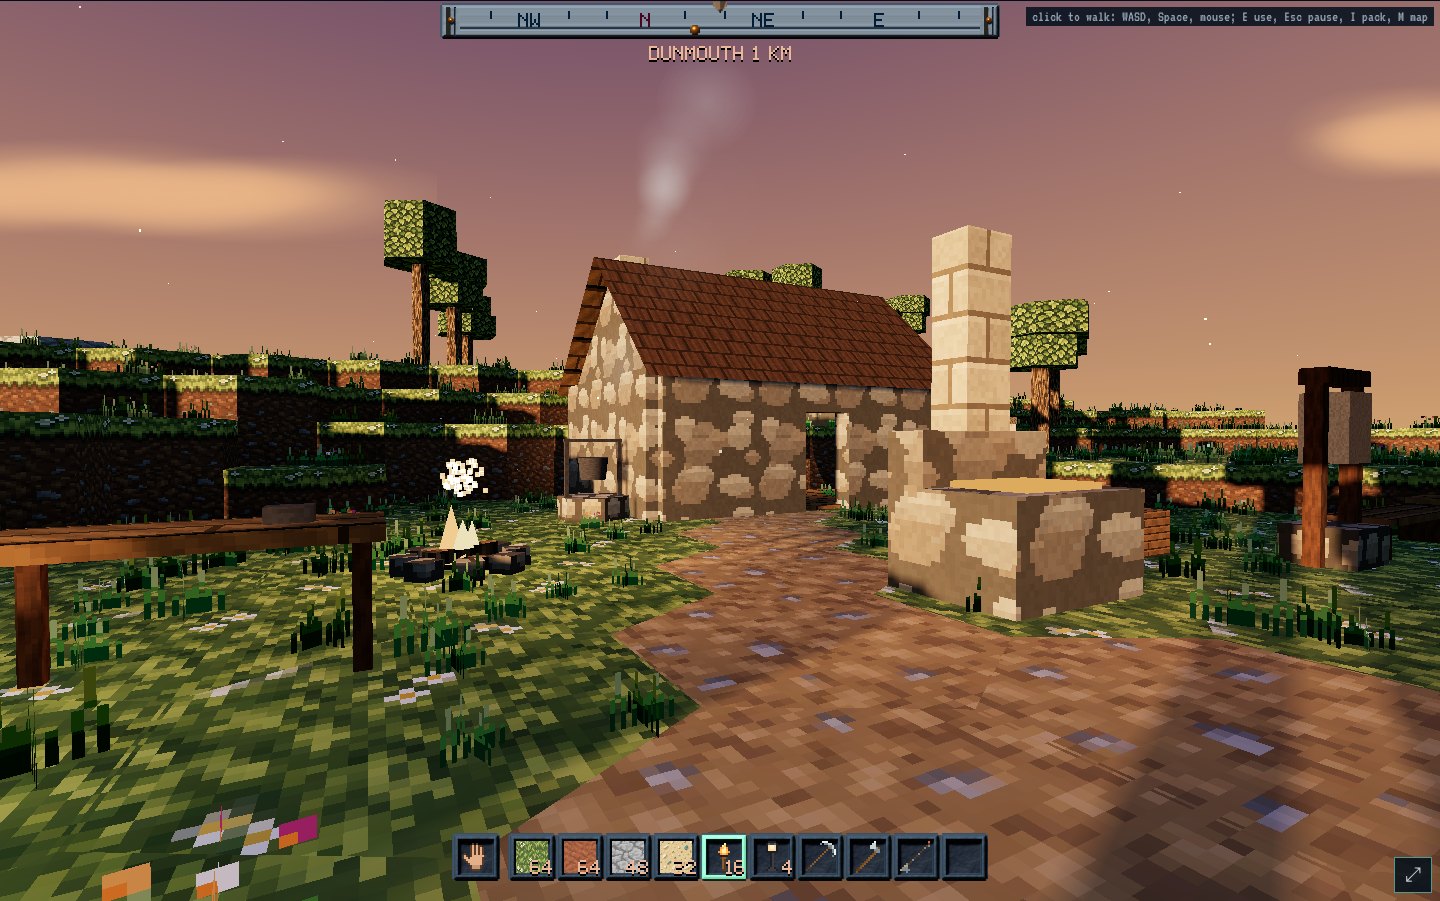 NW N NE E
click to walk: WASD, Space, mouse; E use, Esc pause, I pack, M map
DUNMOUTH 1 KM
64 64 48 32 16 4